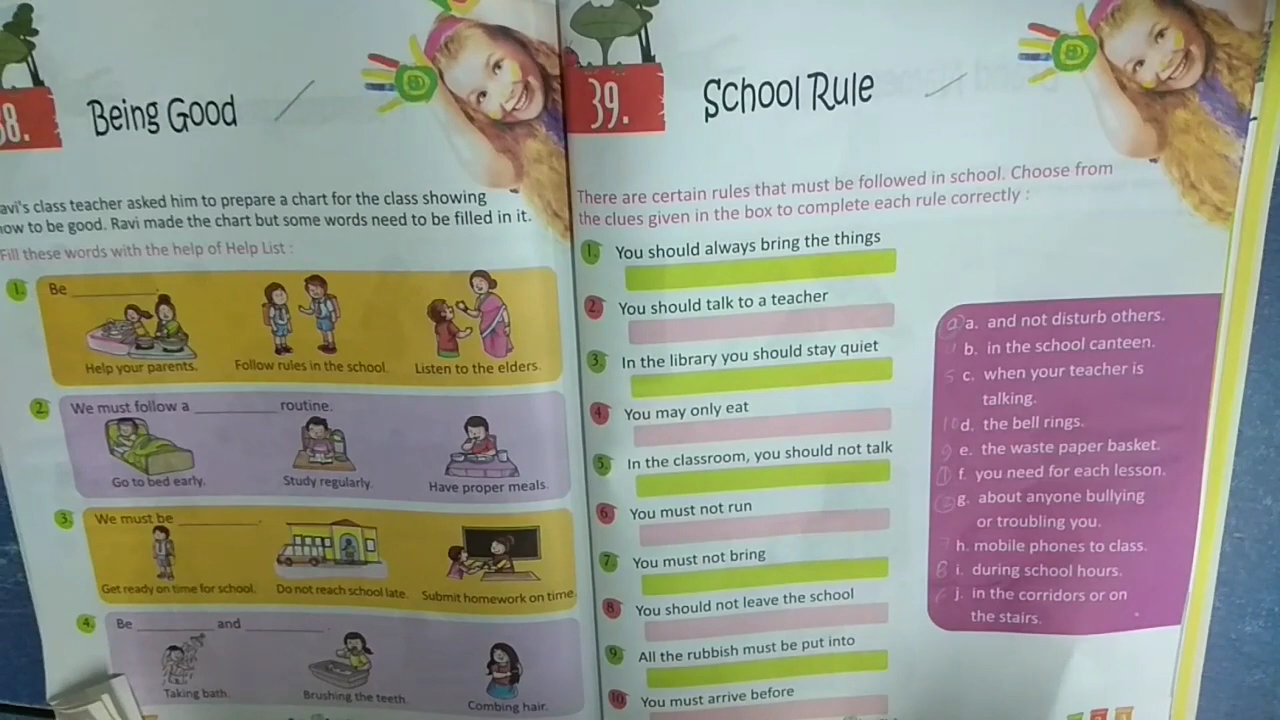 8.
Being Good
avi's class teacher asked him to prepare a chart for the class showing
ow to be good. Ravi made the chart but some words need to be filled in it.
Fill these words with the help of Help List :
1. Be __________.
Help your parents. Follow rules in the school. Listen to the elders.
2. We must follow a __________ routine.
Go to bed early. Study regularly. Have proper meals.
3. We must be __________.
Get ready on time for school. Do not reach school late. Submit homework on time
4. Be __________ and __________.
Taking bath. Brushing the teeth. Combing hair.
39.
School Rule
There are certain rules that must be followed in school. Choose from
the clues given in the box to complete each rule correctly :
1. You should always bring the things
2. You should talk to a teacher
3. In the library you should stay quiet
4. You may only eat
5. In the classroom, you should not talk
6. You must not run
7. You must not bring
8. You should not leave the school
9. All the rubbish must be put into
10. You must arrive before
a. and not disturb others.
b. in the school canteen.
5 c. when your teacher is
talking.
10 d. the bell rings.
9 e. the waste paper basket.
1 f. you need for each lesson.
g. about anyone bullying
or troubling you.
7 h. mobile phones to class.
8 i. during school hours.
j. in the corridors or on
the stairs.